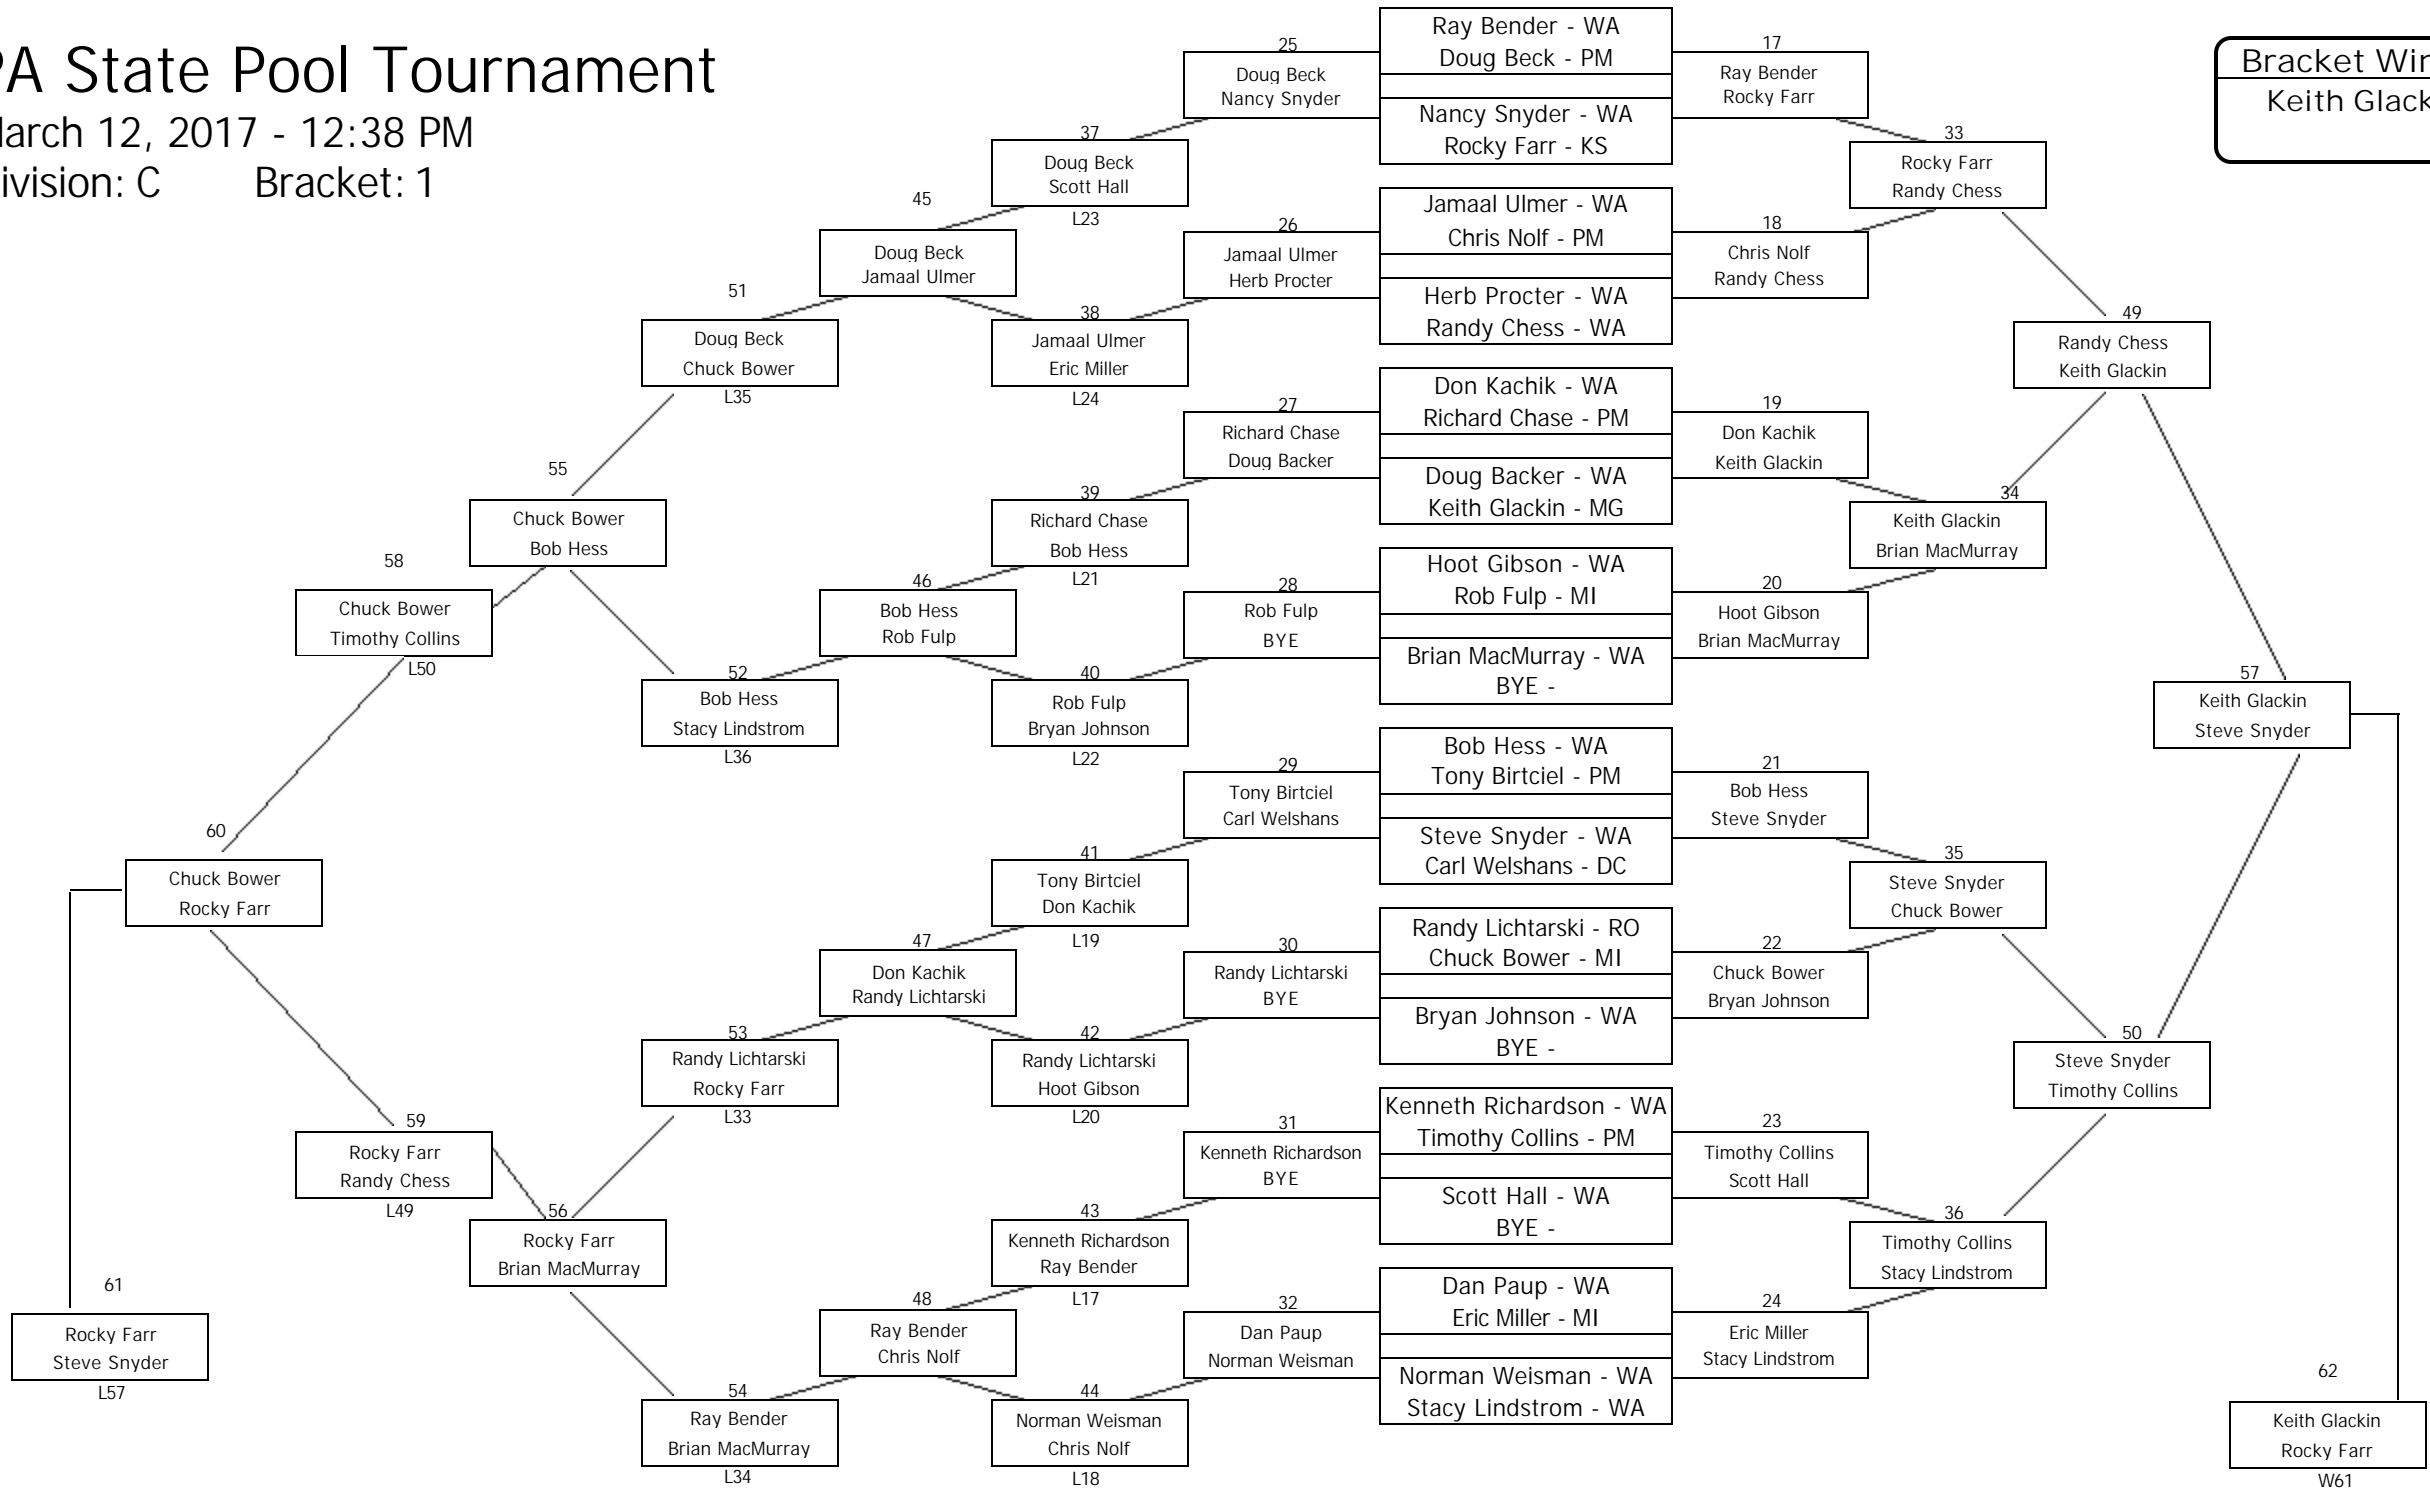 PA State Pool Tournament
March 12, 2017 - 12:38 PM
Division: C Bracket: 1
Bracket Win
Keith Glack
Ray Bender - WA
Doug Beck - PM
Nancy Snyder - WA
Rocky Farr - KS
Jamaal Ulmer - WA
Chris Nolf - PM
Herb Procter - WA
Randy Chess - WA
Don Kachik - WA
Richard Chase - PM
Doug Backer - WA
Keith Glackin - MG
Hoot Gibson - WA
Rob Fulp - MI
Brian MacMurray - WA
BYE -
Bob Hess - WA
Tony Birtciel - PM
Steve Snyder - WA
Carl Welshans - DC
Randy Lichtarski - RO
Chuck Bower - MI
Bryan Johnson - WA
BYE -
Kenneth Richardson - WA
Timothy Collins - PM
Scott Hall - WA
BYE -
Dan Paup - WA
Eric Miller - MI
Norman Weisman - WA
Stacy Lindstrom - WA
17
Ray Bender
Rocky Farr
18
Chris Nolf
Randy Chess
19
Don Kachik
Keith Glackin
20
Hoot Gibson
Brian MacMurray
21
Bob Hess
Steve Snyder
22
Chuck Bower
Bryan Johnson
23
Timothy Collins
Scott Hall
24
Eric Miller
Stacy Lindstrom
25
Doug Beck
Nancy Snyder
26
Jamaal Ulmer
Herb Procter
27
Richard Chase
Doug Backer
28
Rob Fulp
BYE
29
Tony Birtciel
Carl Welshans
30
Randy Lichtarski
BYE
31
Kenneth Richardson
BYE
32
Dan Paup
Norman Weisman
33
Rocky Farr
Randy Chess
34
Keith Glackin
Brian MacMurray
35
Steve Snyder
Chuck Bower
36
Timothy Collins
Stacy Lindstrom
37
Doug Beck
Scott Hall
L23
38
Jamaal Ulmer
Eric Miller
L24
39
Richard Chase
Bob Hess
L21
40
Rob Fulp
Bryan Johnson
L22
41
Tony Birtciel
Don Kachik
L19
42
Randy Lichtarski
Hoot Gibson
L20
43
Kenneth Richardson
Ray Bender
L17
44
Norman Weisman
Chris Nolf
L18
45
Doug Beck
Jamaal Ulmer
46
Bob Hess
Rob Fulp
47
Don Kachik
Randy Lichtarski
48
Ray Bender
Chris Nolf
49
Randy Chess
Keith Glackin
50
Steve Snyder
Timothy Collins
51
Doug Beck
Chuck Bower
L35
52
Bob Hess
Stacy Lindstrom
L36
53
Randy Lichtarski
Rocky Farr
L33
54
Ray Bender
Brian MacMurray
L34
55
Chuck Bower
Bob Hess
56
Rocky Farr
Brian MacMurray
57
Keith Glackin
Steve Snyder
58
Chuck Bower
Timothy Collins
L50
59
Rocky Farr
Randy Chess
L49
60
Chuck Bower
Rocky Farr
61
Rocky Farr
Steve Snyder
L57
62
Keith Glackin
Rocky Farr
W61